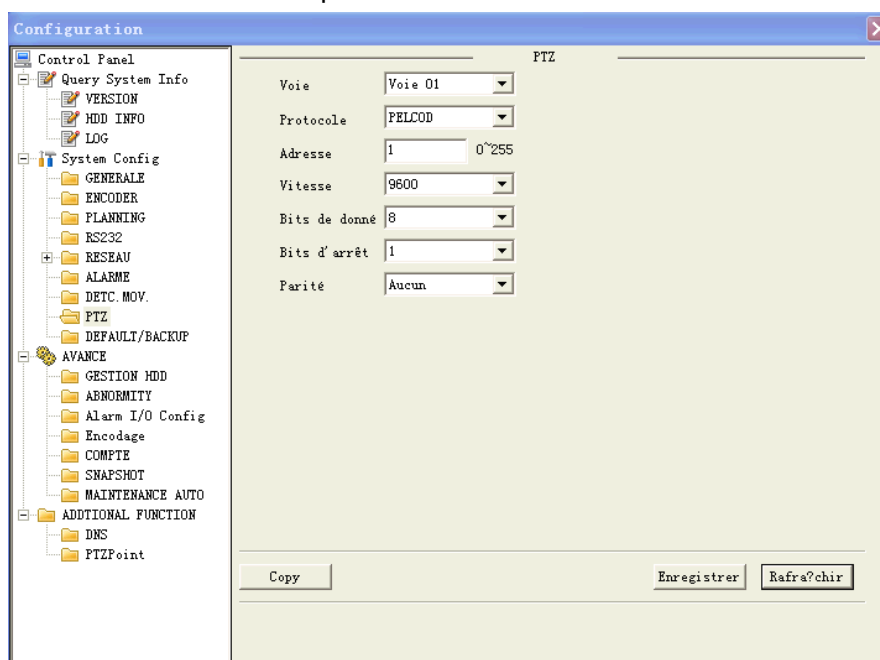 Configuration
Control Panel
Query System Info
VERSION
HDD INFO
LOG
System Config
GENERALE
ENCODER
PLANNING
RS232
RESEAU
ALARME
DETC. MOV.
PTZ
DEFAULT/BACKUP
AVANCE
GESTION HDD
ABNORMITY
Alarm I/O Config
Encodage
COMPTE
SNAPSHOT
MAINTENANCE AUTO
ADDTIONAL FUNCTION
DNS
PTZPoint
PTZ
Voie Voie 01
Protocole PELCOD
Adresse 1 0~255
Vitesse 9600
Bits de donné 8
Bits d'arrêt 1
Parité Aucun
Copy Enregistrer Rafra?chir